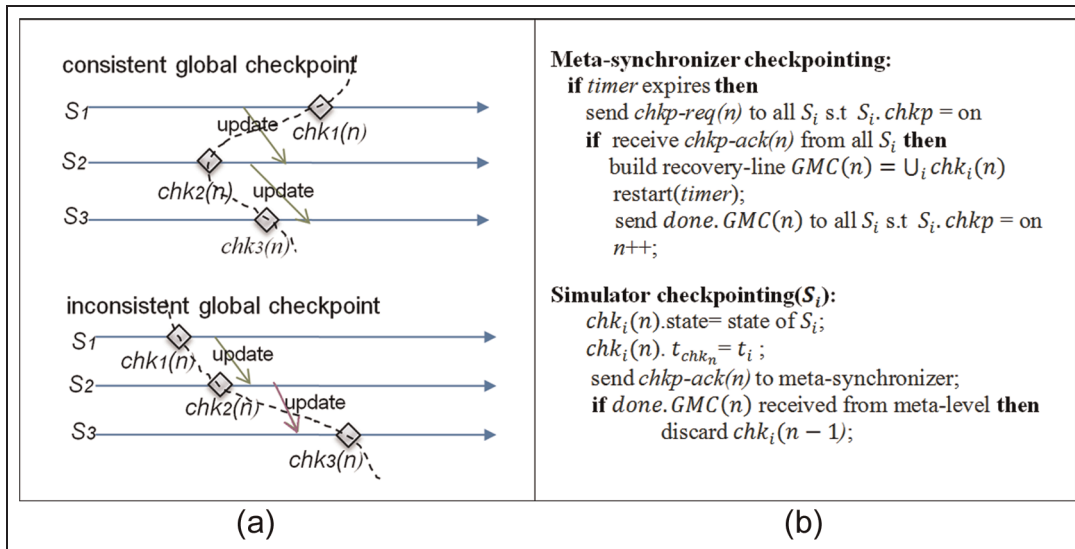 consistent global checkpoint
S1
update
chk1(n)
S2
chk2(n)
update
S3
chk3(n)
inconsistent global checkpoint
S1
chk1(n)
update
S2
chk2(n)
update
S3
chk3(n)
(a)
Meta-synchronizer checkpointing:
if timer expires then
send chkp-req(n) to all Sᵢ s.t Sᵢ.chkp = on
if receive chkp-ack(n) from all Sᵢ then
build recovery-line GMC(n) = ⋃ᵢ chkᵢ(n)
restart(timer);
send done.GMC(n) to all Sᵢ s.t Sᵢ.chkp = on
n++;
Simulator checkpointing(Sᵢ):
chkᵢ(n).state= state of Sᵢ;
chkᵢ(n). t_chkₙ= tᵢ ;
send chkp-ack(n) to meta-synchronizer;
if done.GMC(n) received from meta-level then
discard chkᵢ(n − 1);
(b)